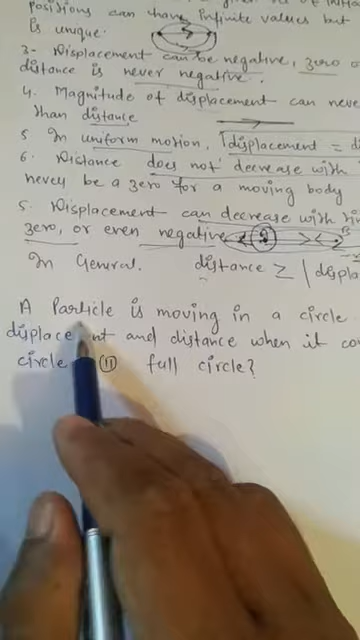 positions can have infinite values but
is unique.
3- Displacement can be negative, zero o
distance is never negative.
4. Magnitude of displacement can neve
than distance
5 In uniform motion, |displacement = di
6. Distance does not decrease with
never be a zero for a moving body
5. Displacement can decrease with tim
zero, or even negative
In General. distance ≥ |displa
A Particle is moving in a circle
displacement and distance when it co
circle (II) full circle?